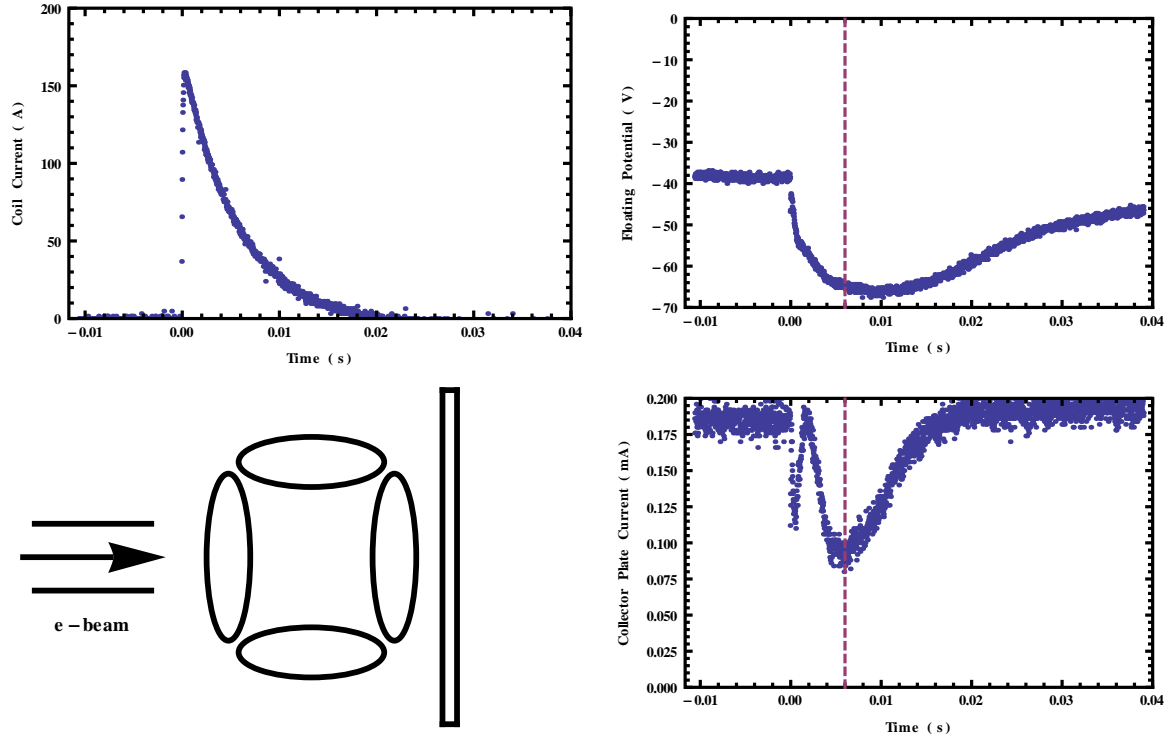 200
150
100
50
0
Coil Current ( A )
−0.01 0.00 0.01 0.02 0.03 0.04
Time ( s )
−0
−10
−20
−30
−40
−50
−60
−70
Floating Potential ( V )
−0.01 0.00 0.01 0.02 0.03 0.04
Time ( s )
e −beam
0.200
0.175
0.150
0.125
0.100
0.075
0.050
0.025
0.000
Collector Plate Current ( mA )
−0.01 0.00 0.01 0.02 0.03 0.04
Time ( s )